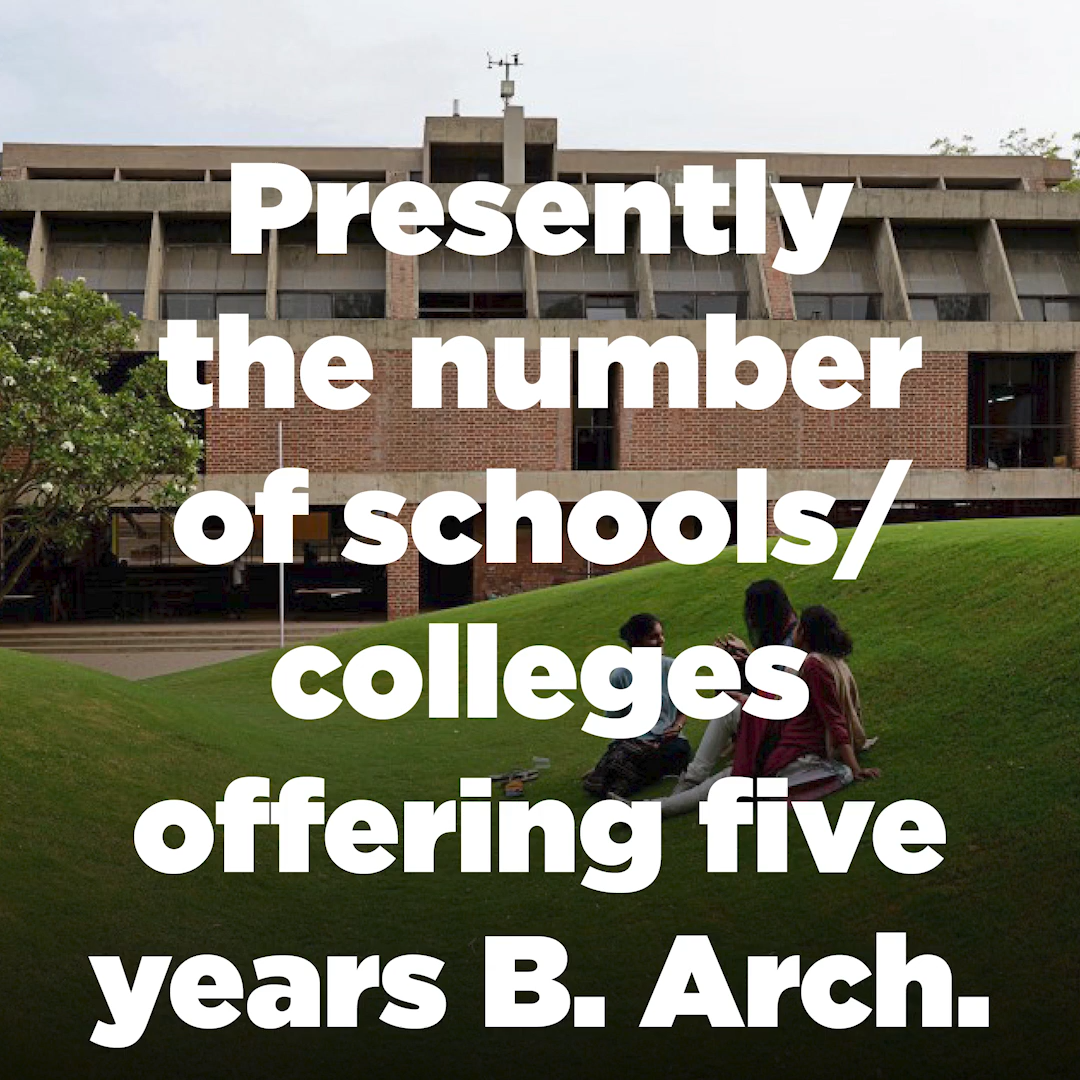 Presently
the number
of schools/
colleges
offering five
years B. Arch.